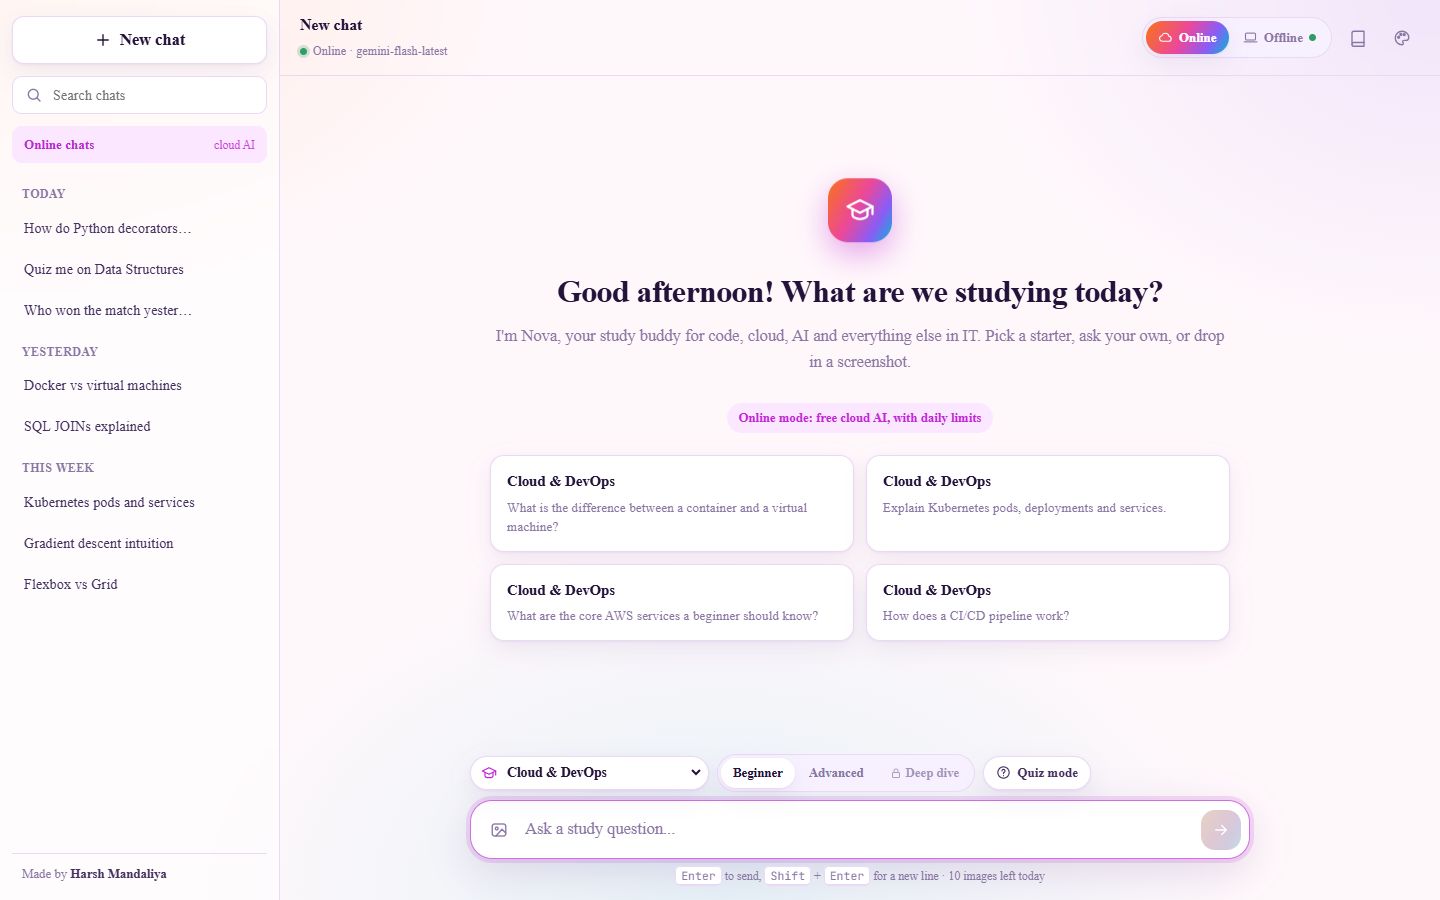 New chat
Search chats
Online chats cloud AI
TODAY
How do Python decorators...
Quiz me on Data Structures
Who won the match yester...
YESTERDAY
Docker vs virtual machines
SQL JOINs explained
THIS WEEK
Kubernetes pods and services
Gradient descent intuition
Flexbox vs Grid
Made by Harsh Mandaliya
New chat
Online · gemini-flash-latest
Online Offline
Good afternoon! What are we studying today?
I'm Nova, your study buddy for code, cloud, AI and everything else in IT. Pick a starter, ask your own, or drop
in a screenshot.
Online mode: free cloud AI, with daily limits
Cloud & DevOps
What is the difference between a container and a virtual
machine?
Cloud & DevOps
Explain Kubernetes pods, deployments and services.
Cloud & DevOps
What are the core AWS services a beginner should know?
Cloud & DevOps
How does a CI/CD pipeline work?
Cloud & DevOps Beginner Advanced Deep dive Quiz mode
Ask a study question...
Enter to send, Shift + Enter for a new line · 10 images left today